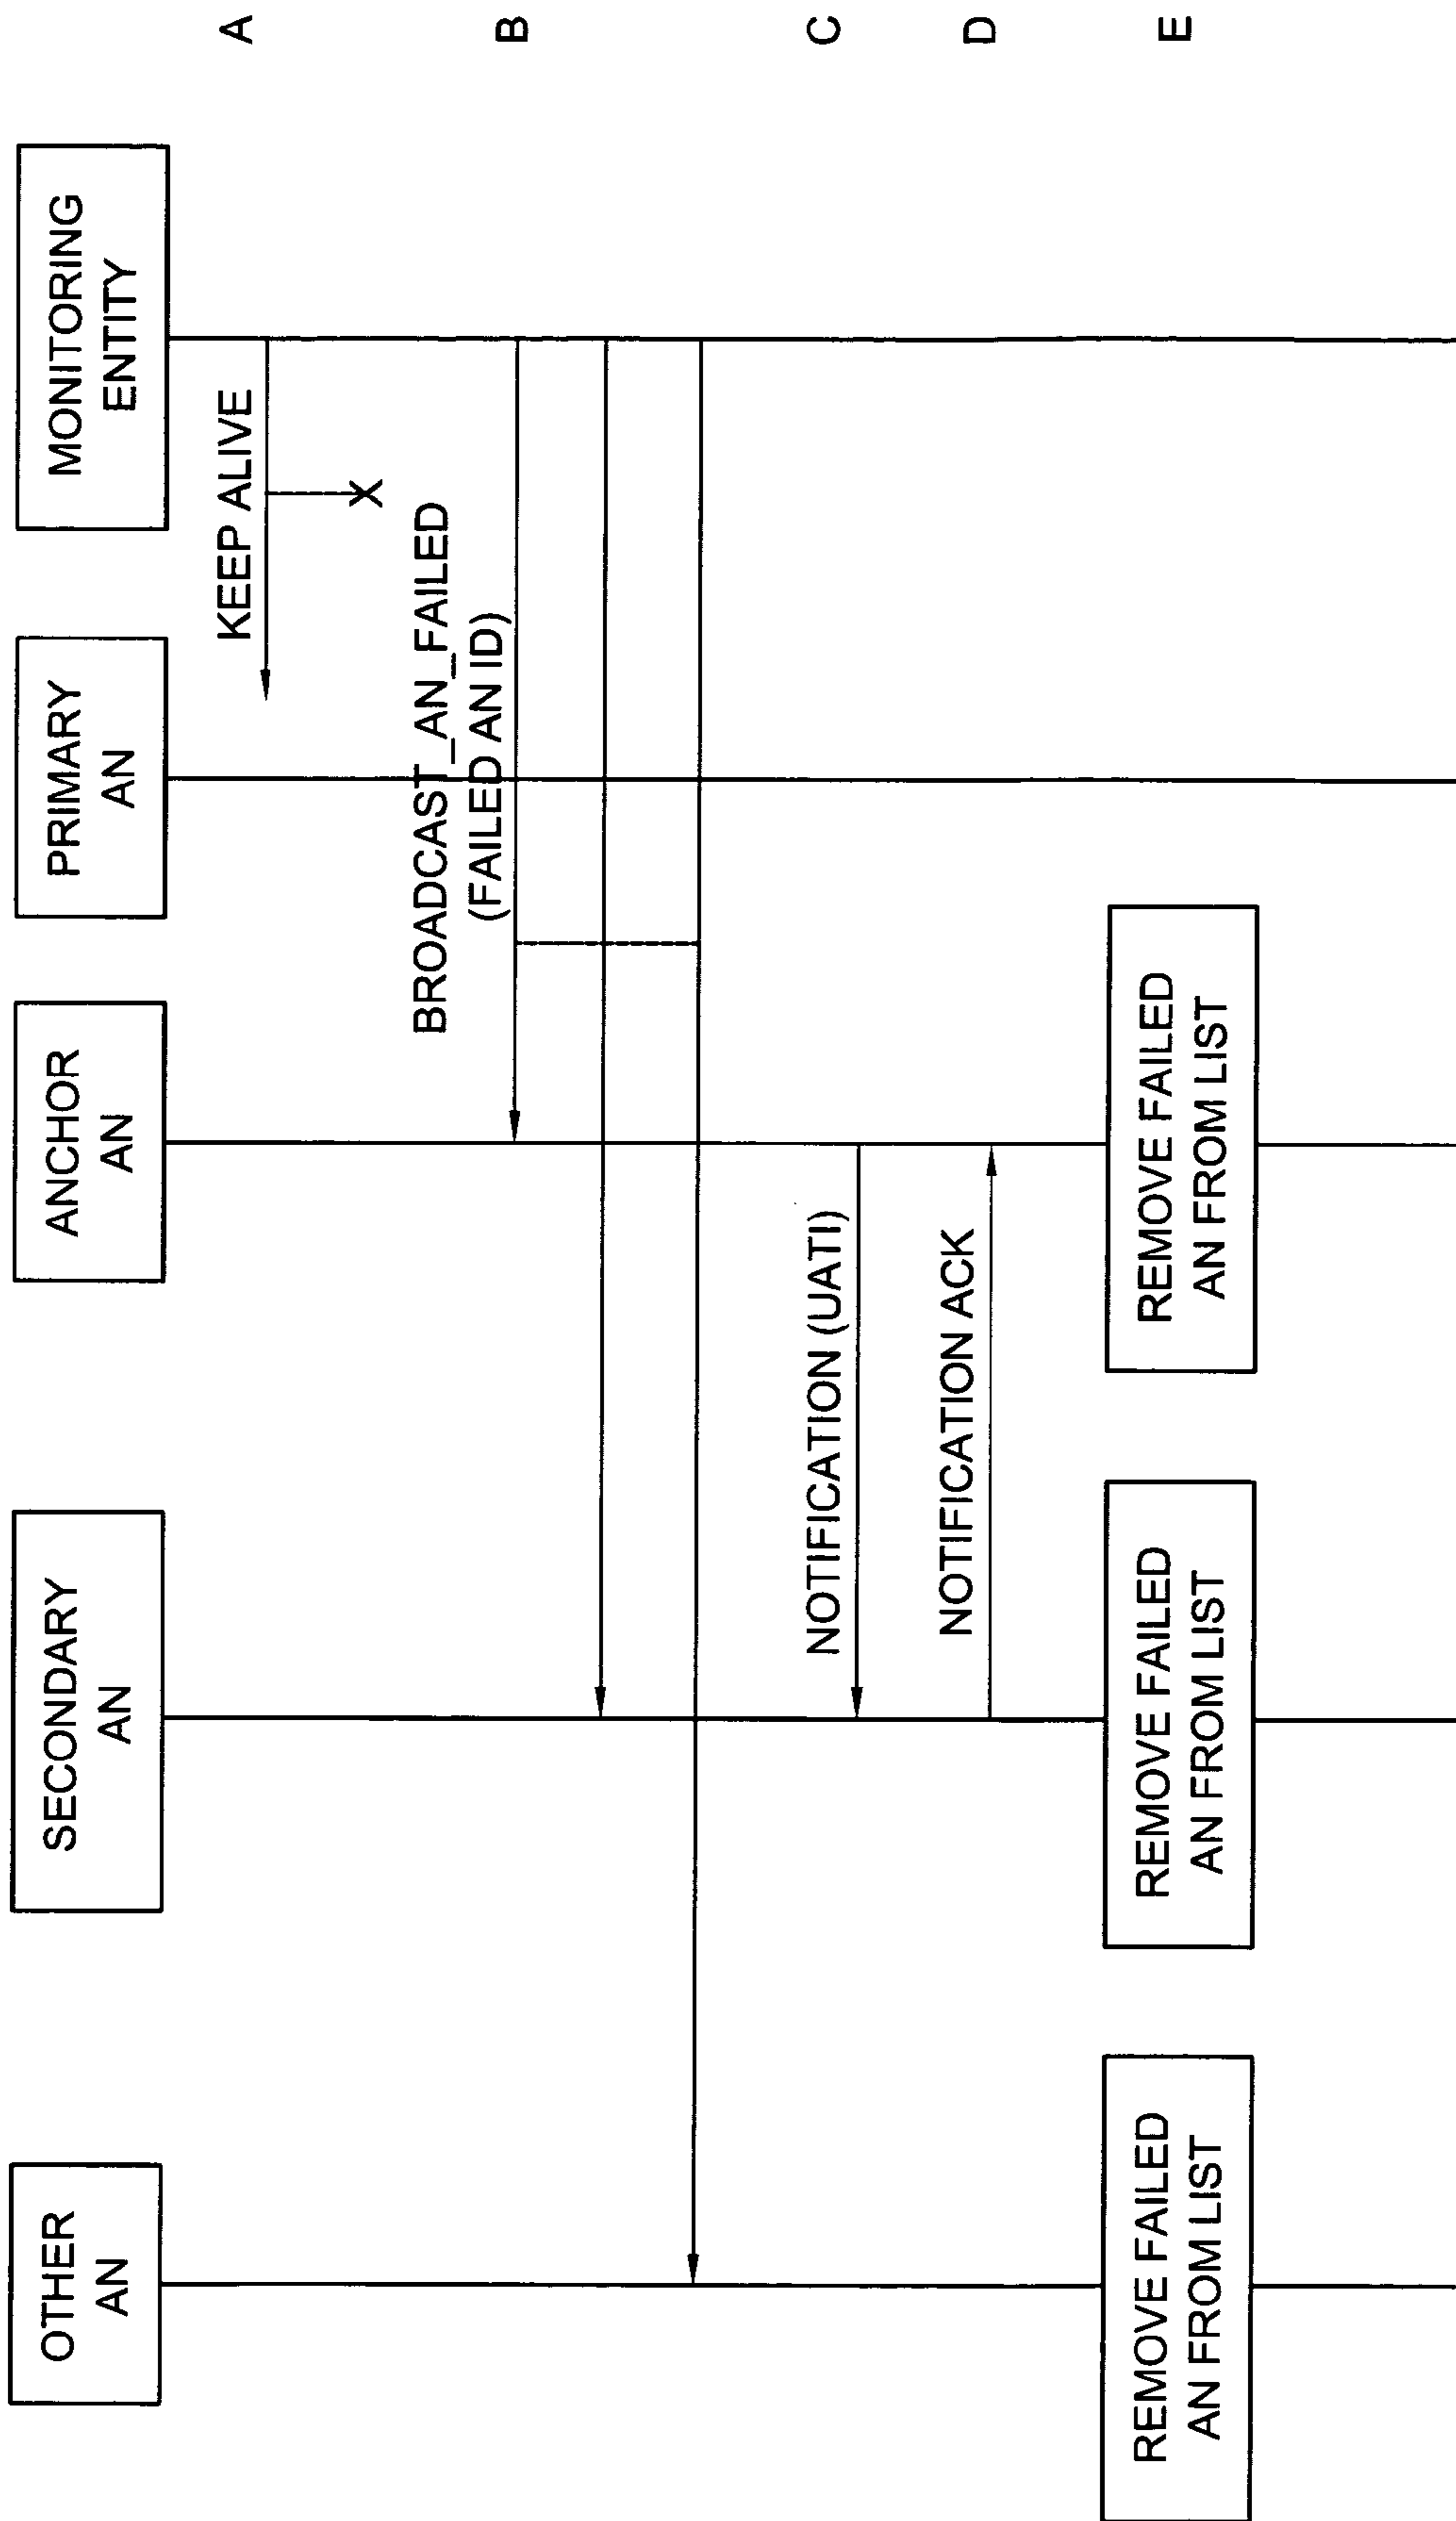 OTHER
AN
SECONDARY
AN
ANCHOR
AN
PRIMARY
AN
MONITORING
ENTITY
KEEP ALIVE
A
X
BROADCAST_AN_FAILED
(FAILED AN ID)
B
NOTIFICATION (UATI)
C
NOTIFICATION ACK
D
REMOVE FAILED
AN FROM LIST
REMOVE FAILED
AN FROM LIST
REMOVE FAILED
AN FROM LIST
E